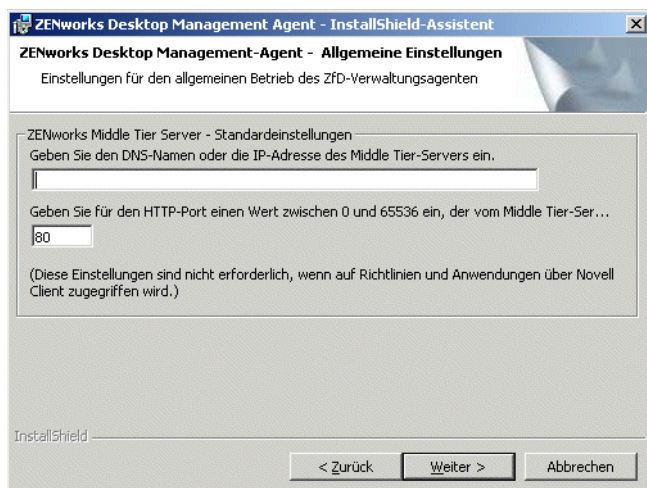 ZENworks Desktop Management Agent - InstallShield-Assistent
ZENworks Desktop Management-Agent - Allgemeine Einstellungen
Einstellungen für den allgemeinen Betrieb des ZfD-Verwaltungsagenten
ZENworks Middle Tier Server - Standardeinstellungen
Geben Sie den DNS-Namen oder die IP-Adresse des Middle Tier-Servers ein.
Geben Sie für den HTTP-Port einen Wert zwischen 0 und 65536 ein, der vom Middle Tier-Ser...
80
(Diese Einstellungen sind nicht erforderlich, wenn auf Richtlinien und Anwendungen über Novell
Client zugegriffen wird.)
InstallShield
< Zurück Weiter > Abbrechen